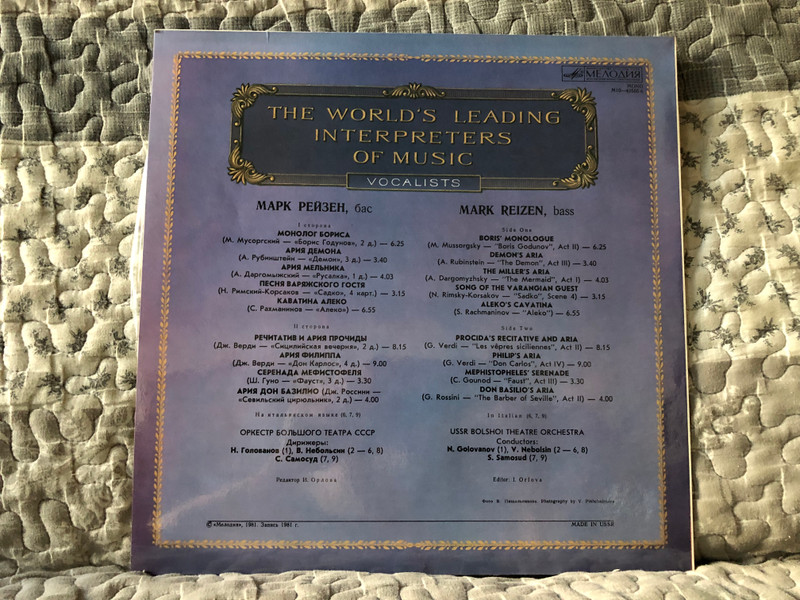 МЕЛОДИЯ
MONO
THE WORLD'S LEADING
INTERPRETERS
OF MUSIC
VOCALISTS
МАРК РЕЙЗЕН, бас
I сторона
МОНОЛОГ БОРИСА
(М. Мусоргский — «Борис Годунов», 2 д.) — 6.25
АРИЯ ДЕМОНА
(А. Рубинштейн — «Демон», 3 д.) — 3.40
АРИЯ МЕЛЬНИКА
(А. Даргомыжский — «Русалка», 1 д.) — 4.03
ПЕСНЯ ВАРЯЖСКОГО ГОСТЯ
(Н. Римский-Корсаков — «Садко», 4 карт.) — 3.15
КАВАТИНА АЛЕКО
(С. Рахманинов — «Алеко») — 6.55
II сторона
РЕЧИТАТИВ И АРИЯ ПРОЧИДЫ
(Дж. Верди — «Сицилийская вечерня», 2 д.) — 8.15
АРИЯ ФИЛИППА
(Дж. Верди — «Дон Карлос», 4 д.) — 9.00
СЕРЕНАДА МЕФИСТОФЕЛЯ
(Ш. Гуно — «Фауст», 3 д.) — 3.30
АРИЯ ДОН БАЗИЛИО (Дж. Россини —
«Севильский цирюльник», 2 д.) — 4.00
На итальянском языке (6, 7, 9)
ОРКЕСТР БОЛЬШОГО ТЕАТРА СССР
Дирижеры:
Н. Голованов (1), В. Небольсин (2 — 6, 8)
С. Самосуд (7, 9)
Редактор И. Орлова
MARK REIZEN, bass
Side One
BORIS' MONOLOGUE
(M. Mussorgsky — "Boris Godunov", Act II) — 6.25
DEMON'S ARIA
(A. Rubinstein — "The Demon", Act III) — 3.40
THE MILLER'S ARIA
(A. Dargomyzhsky — "The Mermaid", Act I) — 4.03
SONG OF THE VARANGIAN GUEST
(N. Rimsky-Korsakov — "Sadko", Scene 4) — 3.15
ALEKO'S CAVATINA
(S. Rachmaninov — "Aleko") — 6.55
Side Two
PROCIDA'S RECITATIVE AND ARIA
(G. Verdi — "Les vêpres siciliennes", Act II) — 8.15
PHILIP'S ARIA
(G. Verdi — "Don Carlos", Act IV) — 9.00
MEPHISTOPHELES' SERENADE
(C. Gounod — "Faust", Act III) — 3.30
DON BASILIO'S ARIA
(G. Rossini — "The Barber of Seville", Act II) — 4.00
In Italian (6, 7, 9)
USSR BOLSHOI THEATRE ORCHESTRA
Conductors:
N. Golovanov (1), V. Nebolsin (2 — 6, 8)
S. Samosud (7, 9)
Editor I. Orlova
Фото В. Photography by V.
© «Мелодия», 1981. Запись 1981 г.
MADE IN USSR